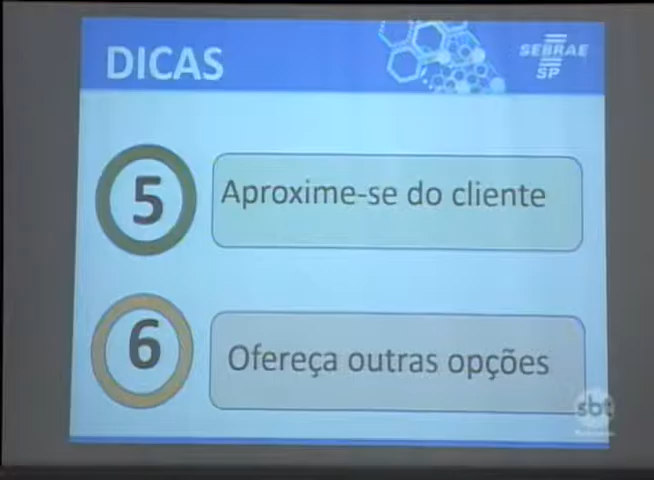 DICAS
SEBRAE
SP
5
Aproxime-se do cliente
6
Ofereça outras opções
sbt